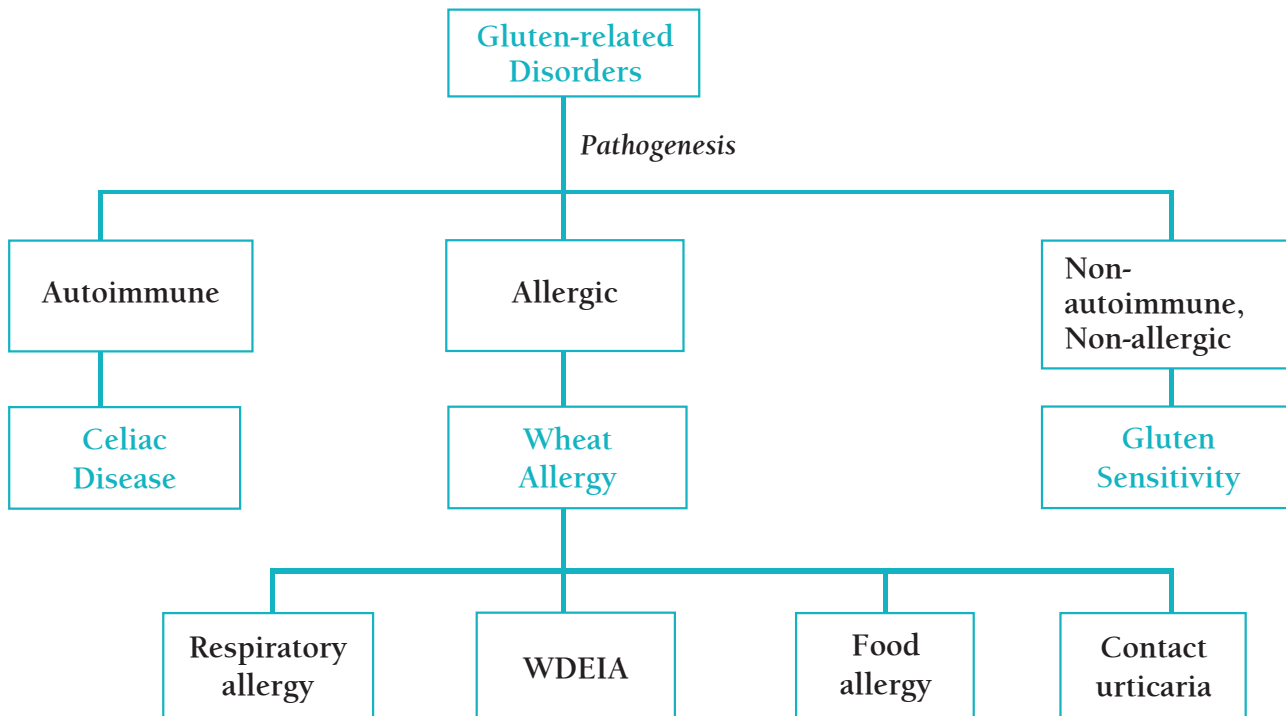 Gluten-related
Disorders
Pathogenesis
Autoimmune
Allergic
Non-
autoimmune,
Non-allergic
Celiac
Disease
Wheat
Allergy
Gluten
Sensitivity
Respiratory
allergy
WDEIA
Food
allergy
Contact
urticaria